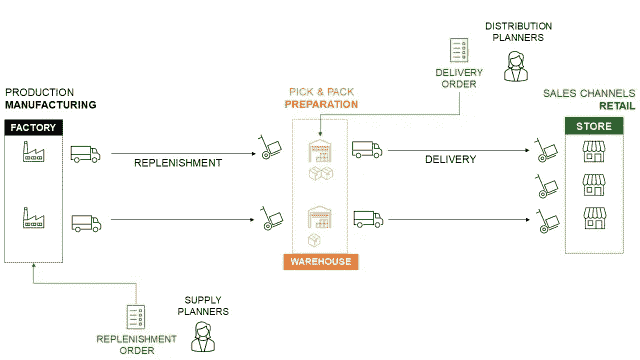 DISTRIBUTION
PLANNERS
DELIVERY
ORDER
PRODUCTION
MANUFACTURING
PICK & PACK
PREPARATION
SALES CHANNELS
RETAIL
FACTORY
STORE
REPLENISHMENT
DELIVERY
WAREHOUSE
SUPPLY
PLANNERS
REPLENISHMENT
ORDER